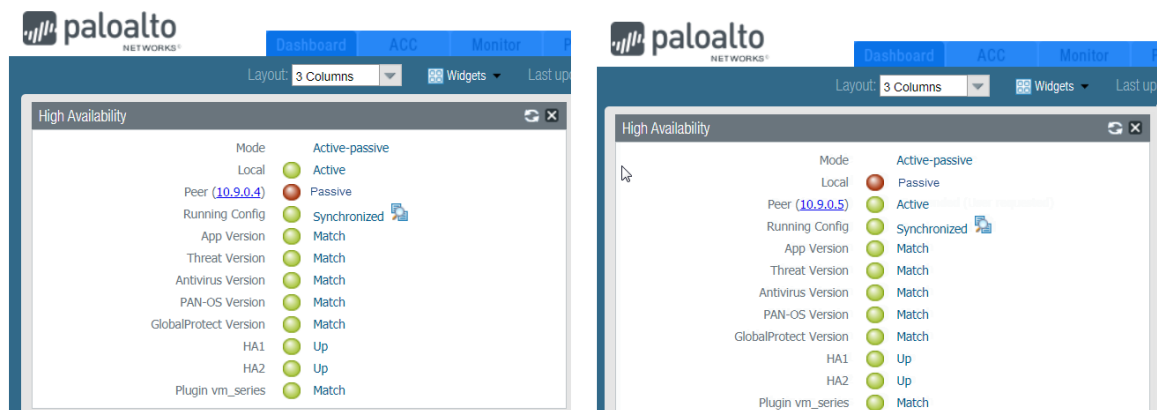 paloalto
NETWORKS®
Dashboard ACC Monitor P
Layout: 3 Columns Widgets Last upd
High Availability
Mode Active-passive
Local Active
Peer (10.9.0.4) Passive
Running Config Synchronized
App Version Match
Threat Version Match
Antivirus Version Match
PAN-OS Version Match
GlobalProtect Version Match
HA1 Up
HA2 Up
Plugin vm_series Match
paloalto
NETWORKS®
Dashboard ACC Monitor F
Layout: 3 Columns Widgets Last up
High Availability
Mode Active-passive
Local Passive
Peer (10.9.0.5) Active
Running Config Synchronized
App Version Match
Threat Version Match
Antivirus Version Match
PAN-OS Version Match
GlobalProtect Version Match
HA1 Up
HA2 Up
Plugin vm_series Match